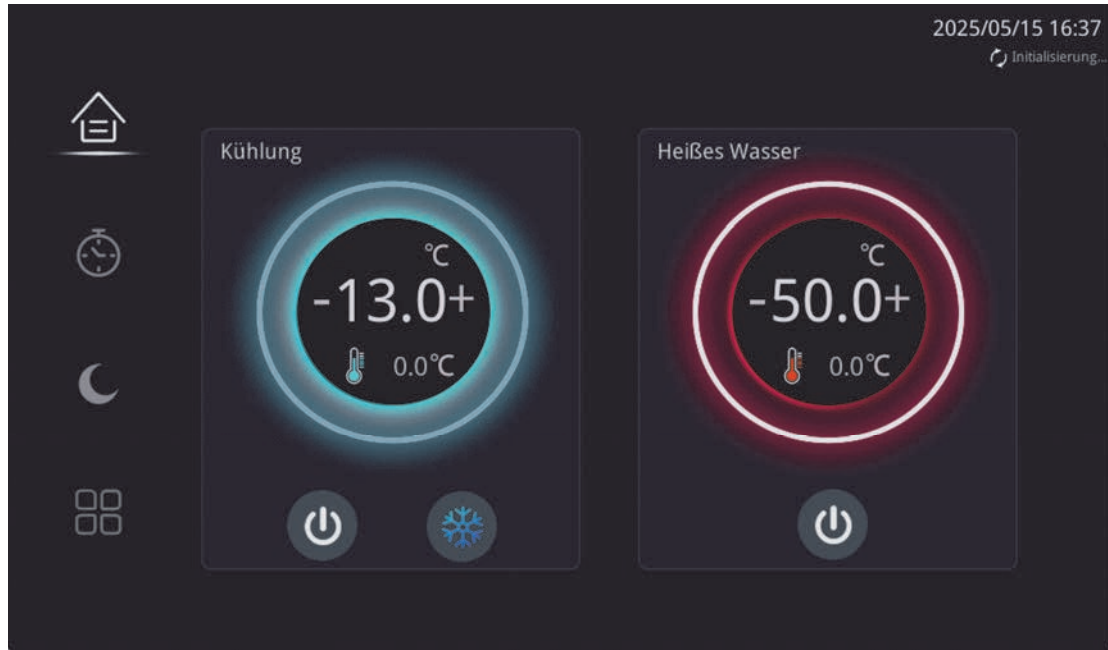 2025/05/15 16:37
Initialisierung...
Kühlung
℃
-13.0+
0.0℃
Heißes Wasser
℃
-50.0+
0.0℃